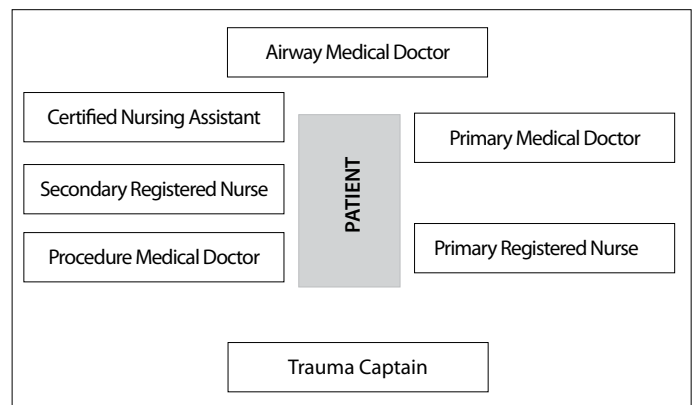 Airway Medical Doctor
Certified Nursing Assistant
Primary Medical Doctor
Secondary Registered Nurse
PATIENT
Procedure Medical Doctor
Primary Registered Nurse
Trauma Captain